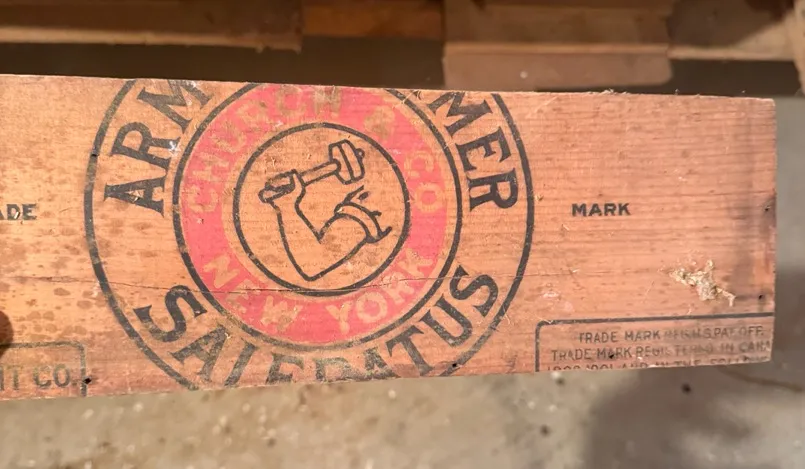 ARM
MER
CHURCH & CO
NEW YORK
SALERATUS
ADE
MARK
IT CO
TRADE MARK REG.U.S.PAT.OFF.
TRADE MARK REGISTERED IN CANA